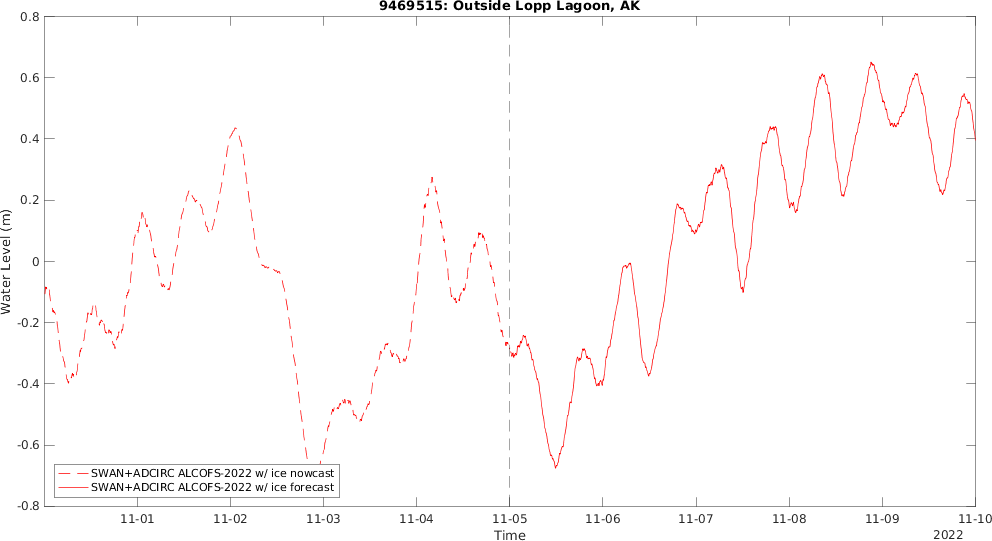 9469515: Outside Lopp Lagoon, AK
Water Level (m)
0.8
0.6
0.4
0.2
0
-0.2
-0.4
-0.6
-0.8
SWAN+ADCIRC ALCOFS-2022 w/ ice nowcast
SWAN+ADCIRC ALCOFS-2022 w/ ice forecast
11-01 11-02 11-03 11-04 11-05 11-06 11-07 11-08 11-09 11-10
Time
2022